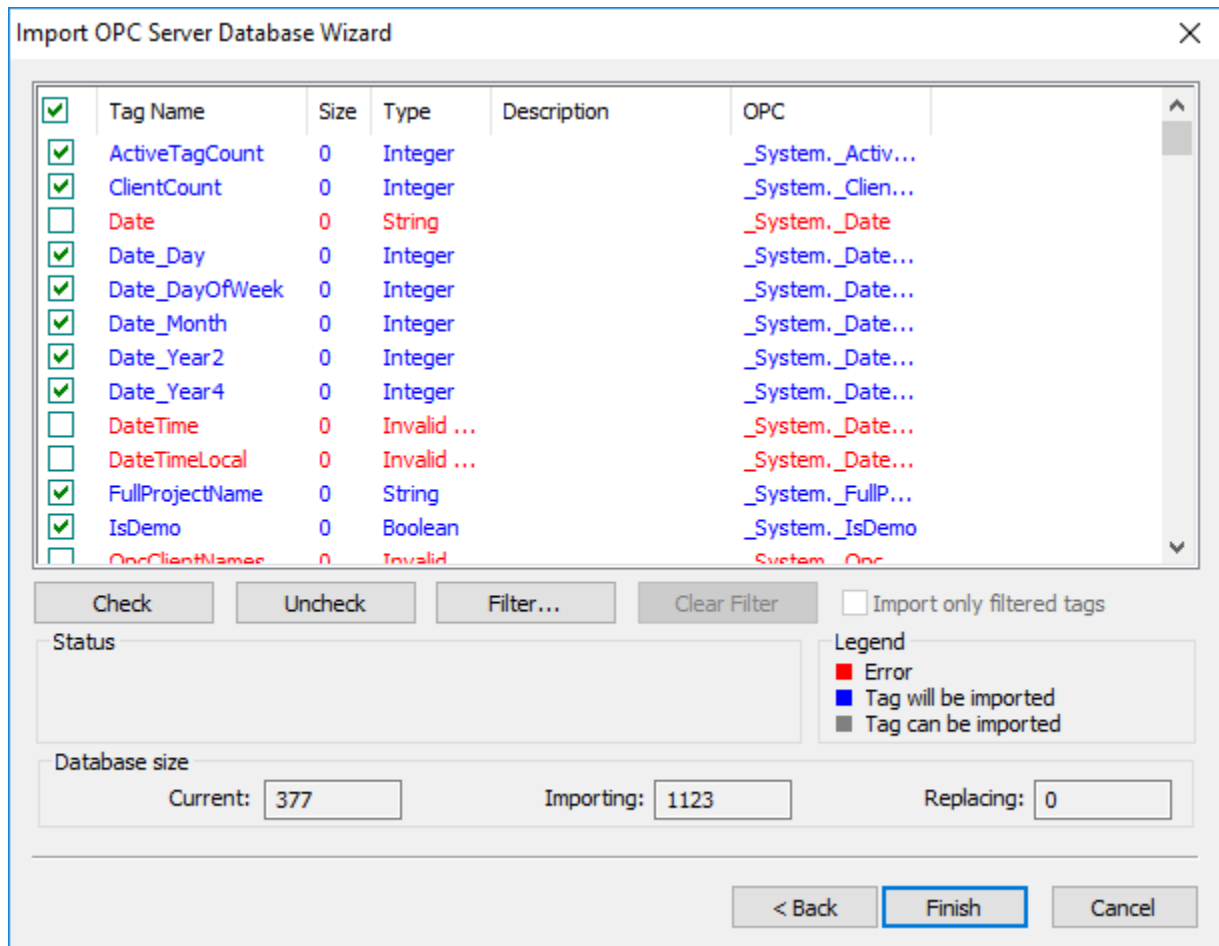 Import OPC Server Database Wizard
Tag Name Size Type Description OPC
ActiveTagCount 0 Integer _System._Activ...
ClientCount 0 Integer _System._Clien...
Date 0 String _System._Date
Date_Day 0 Integer _System._Date...
Date_DayOfWeek 0 Integer _System._Date...
Date_Month 0 Integer _System._Date...
Date_Year2 0 Integer _System._Date...
Date_Year4 0 Integer _System._Date...
DateTime 0 Invalid ... _System._Date...
DateTimeLocal 0 Invalid ... _System._Date...
FullProjectName 0 String _System._FullP...
IsDemo 0 Boolean _System._IsDemo
OpcClientNames 0 Invalid _System._Opc
Check Uncheck Filter... Clear Filter Import only filtered tags
Status Legend
Error
Tag will be imported
Tag can be imported
Database size
Current: 377 Importing: 1123 Replacing: 0
< Back Finish Cancel